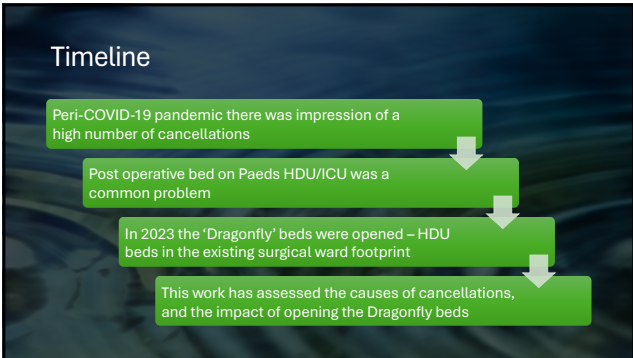 Timeline
Peri-COVID-19 pandemic there was impression of a
high number of cancellations
Post operative bed on Paeds HDU/ICU was a
common problem
In 2023 the ‘Dragonfly’ beds were opened – HDU
beds in the existing surgical ward footprint
This work has assessed the causes of cancellations,
and the impact of opening the Dragonfly beds